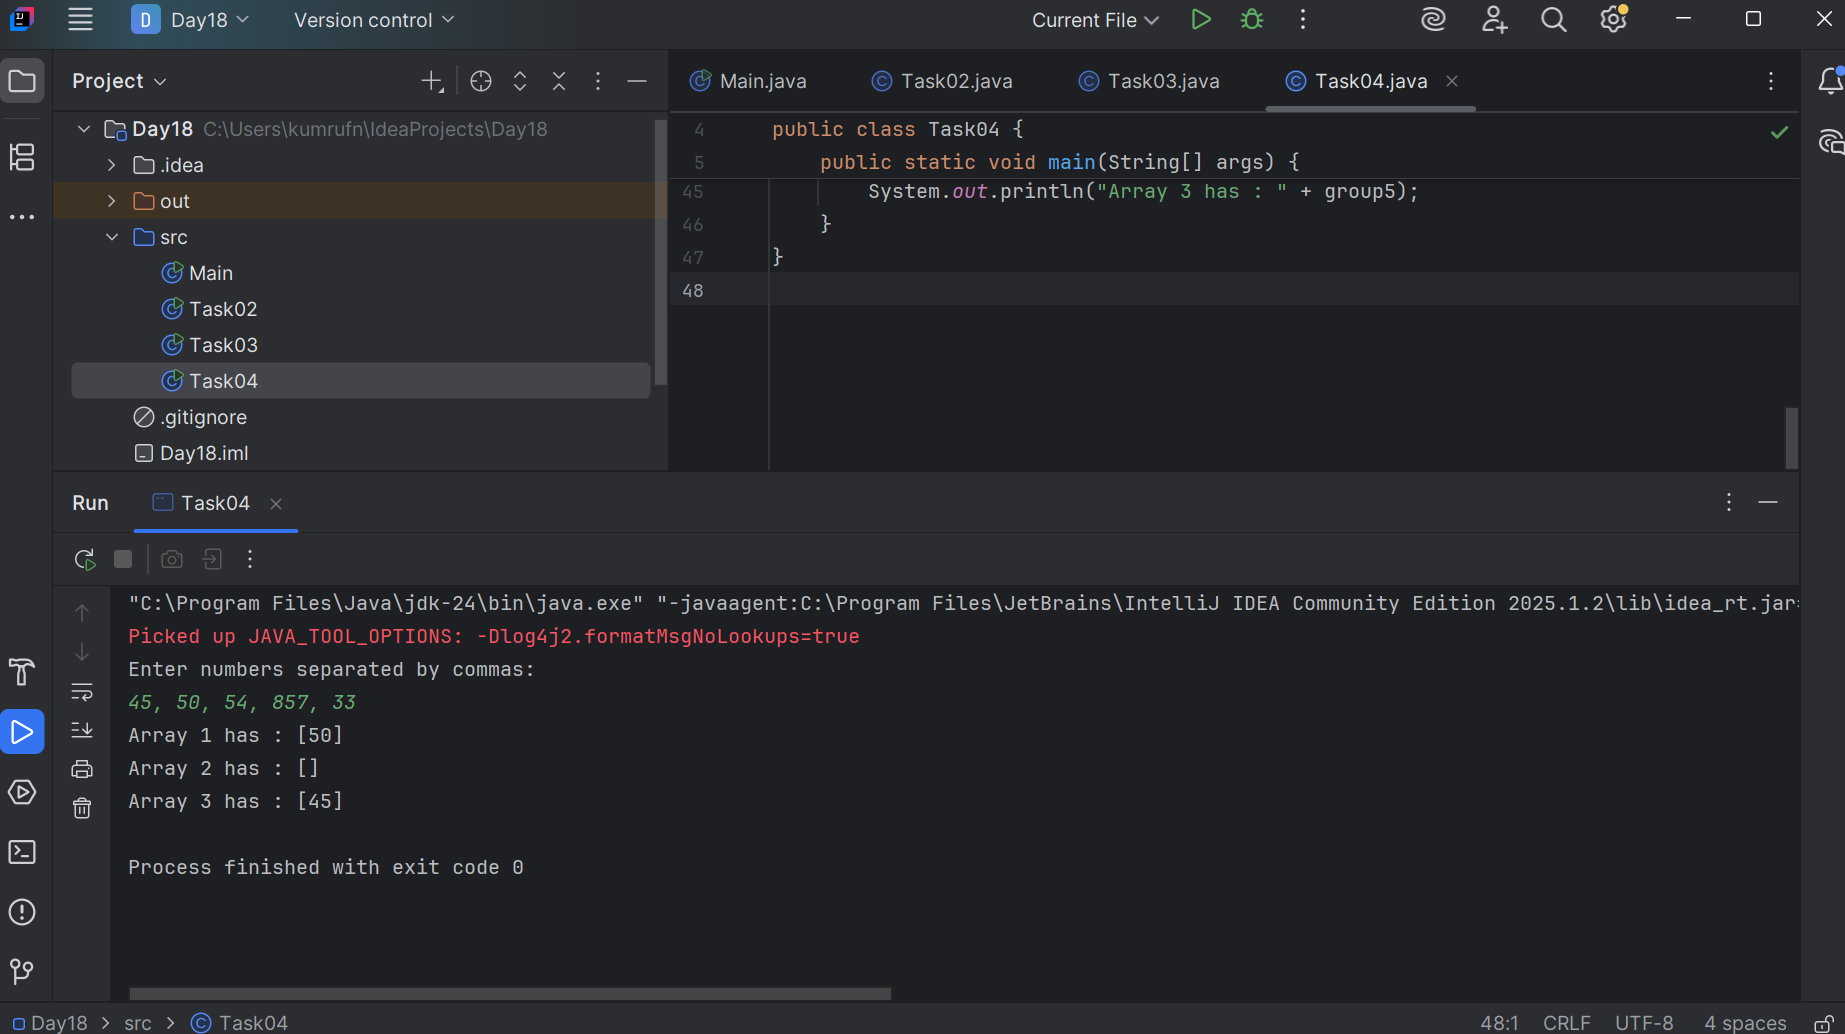 D Day18 Version control Current File
Project
Main.java Task02.java Task03.java Task04.java
Day18 C:\Users\kumrufn\IdeaProjects\Day18
.idea
out
src
Main
Task02
Task03
Task04
.gitignore
Day18.iml
4 public class Task04 {
5 public static void main(String[] args) {
45 System.out.println("Array 3 has : " + group5);
46 }
47 }
48
Run Task04
"C:\Program Files\Java\jdk-24\bin\java.exe" "-javaagent:C:\Program Files\JetBrains\IntelliJ IDEA Community Edition 2025.1.2\lib\idea_rt.jar=
Picked up JAVA_TOOL_OPTIONS: -Dlog4j2.formatMsgNoLookups=true
Enter numbers separated by commas:
45, 50, 54, 857, 33
Array 1 has : [50]
Array 2 has : []
Array 3 has : [45]
Process finished with exit code 0
Day18 > src > Task04 48:1 CRLF UTF-8 4 spaces